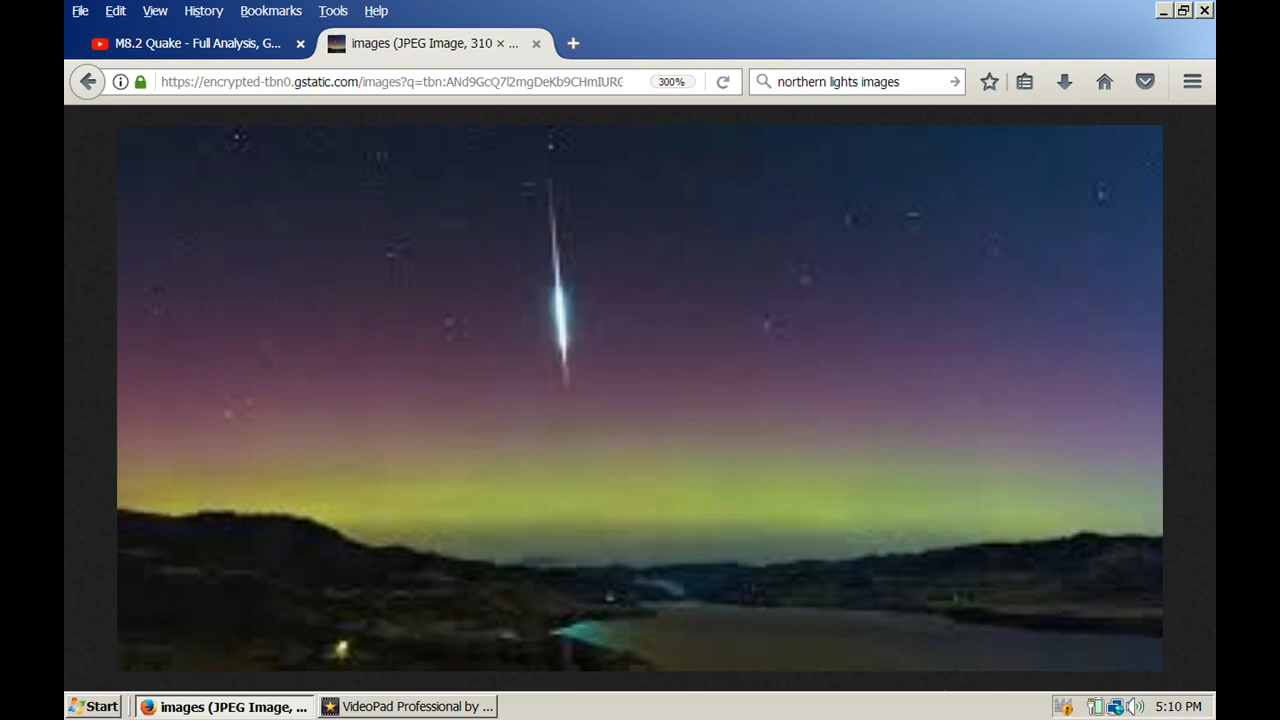 File Edit View History Bookmarks Tools Help
M8.2 Quake - Full Analysis, G...
images (JPEG Image, 310 × ...
https://encrypted-tbn0.gstatic.com/images?q=tbn:ANd9GcQ7l2mgDeKb9CHmIURG
300%
northern lights images
Start
images (JPEG Image, ...
VideoPad Professional by ...
5:10 PM